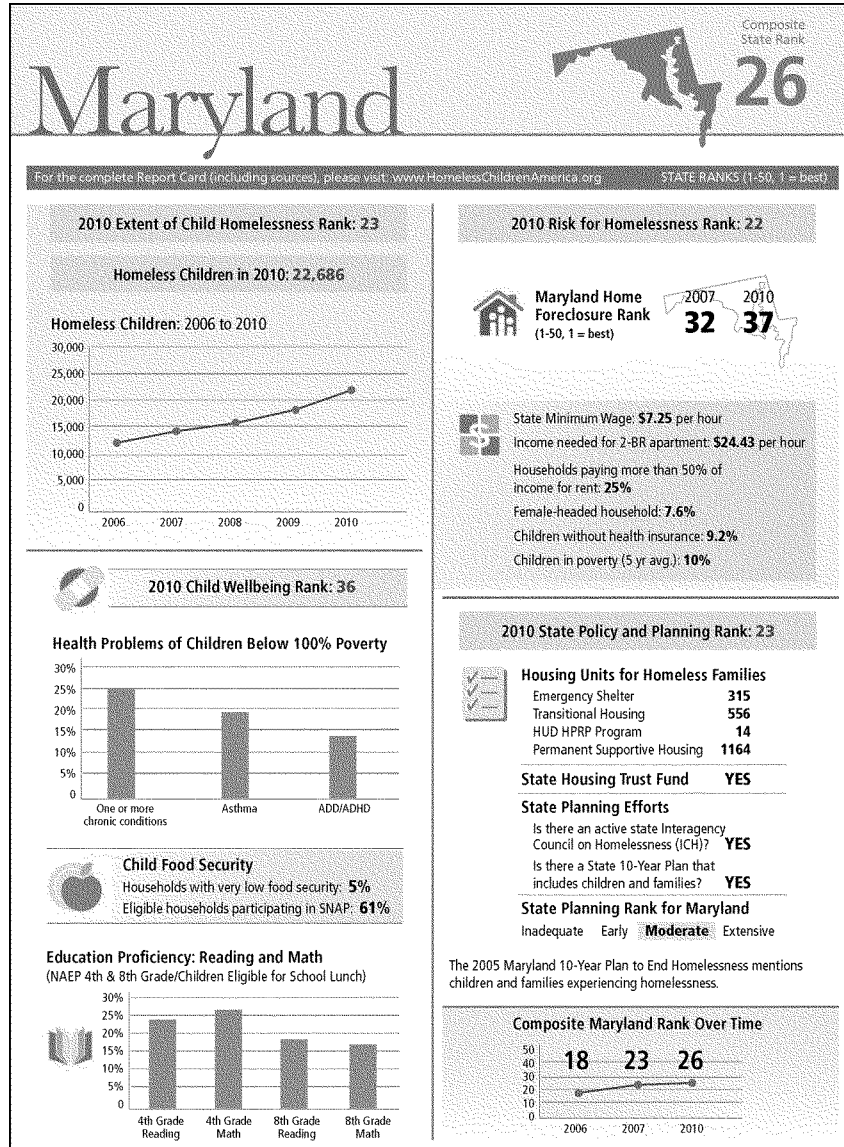 Maryland
Composite
State Rank
26
For the complete Report Card (including sources), please visit: www.HomelessChildrenAmerica.org
STATE RANKS (1-50, 1 = best)
2010 Extent of Child Homelessness Rank: 23
Homeless Children in 2010: 22,686
Homeless Children: 2006 to 2010
30,000
25,000
20,000
15,000
10,000
5,000
0
2006 2007 2008 2009 2010
2010 Child Wellbeing Rank: 36
Health Problems of Children Below 100% Poverty
30%
25%
20%
15%
10%
5%
0
One or more
chronic conditions
Asthma
ADD/ADHD
Child Food Security
Households with very low food security: 5%
Eligible households participating in SNAP: 61%
Education Proficiency: Reading and Math
(NAEP 4th & 8th Grade/Children Eligible for School Lunch)
30%
25%
20%
15%
10%
5%
0
4th Grade
Reading
4th Grade
Math
8th Grade
Reading
8th Grade
Math
2010 Risk for Homelessness Rank: 22
Maryland Home
Foreclosure Rank
(1-50, 1 = best)
2007 2010
32 37
State Minimum Wage: $7.25 per hour
Income needed for 2-BR apartment: $24.43 per hour
Households paying more than 50% of
income for rent: 25%
Female-headed household: 7.6%
Children without health insurance: 9.2%
Children in poverty (5 yr avg.): 10%
2010 State Policy and Planning Rank: 23
Housing Units for Homeless Families
Emergency Shelter 315
Transitional Housing 556
HUD HPRP Program 14
Permanent Supportive Housing 1164
State Housing Trust Fund YES
State Planning Efforts
Is there an active state Interagency
Council on Homelessness (ICH)? YES
Is there a State 10-Year Plan that
includes children and families? YES
State Planning Rank for Maryland
Inadequate Early Moderate Extensive
The 2005 Maryland 10-Year Plan to End Homelessness mentions
children and families experiencing homelessness.
Composite Maryland Rank Over Time
50
40
30
20
10
0
18 23 26
2006 2007 2010